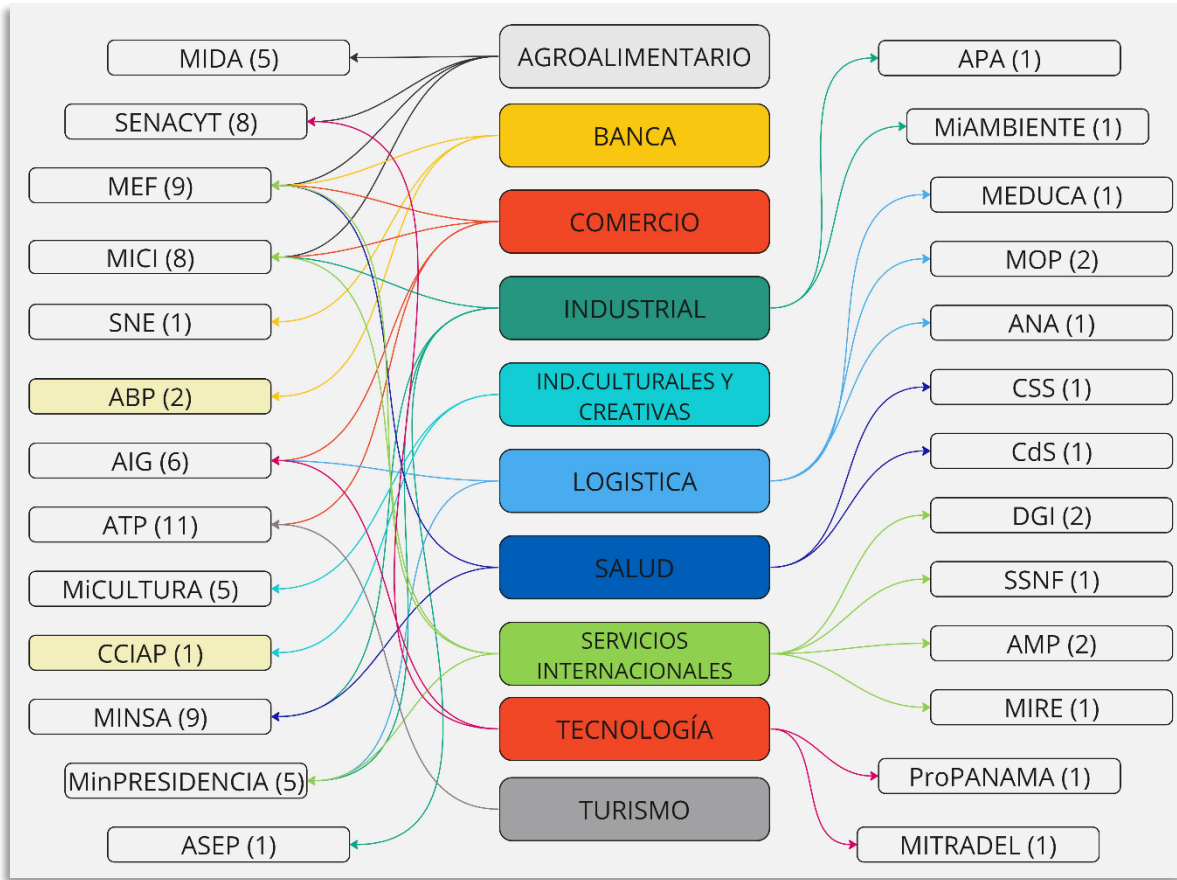 MIDA (5)
SENACYT (8)
MEF (9)
MICI (8)
SNE (1)
ABP (2)
AIG (6)
ATP (11)
MiCULTURA (5)
CCIAP (1)
MINSA (9)
MinPRESIDENCIA (5)
ASEP (1)
AGROALIMENTARIO
BANCA
COMERCIO
INDUSTRIAL
IND.CULTURALES Y
CREATIVAS
LOGISTICA
SALUD
SERVICIOS
INTERNACIONALES
TECNOLOGÍA
TURISMO
APA (1)
MiAMBIENTE (1)
MEDUCA (1)
MOP (2)
ANA (1)
CSS (1)
CdS (1)
DGI (2)
SSNF (1)
AMP (2)
MIRE (1)
ProPANAMA (1)
MITRADEL (1)